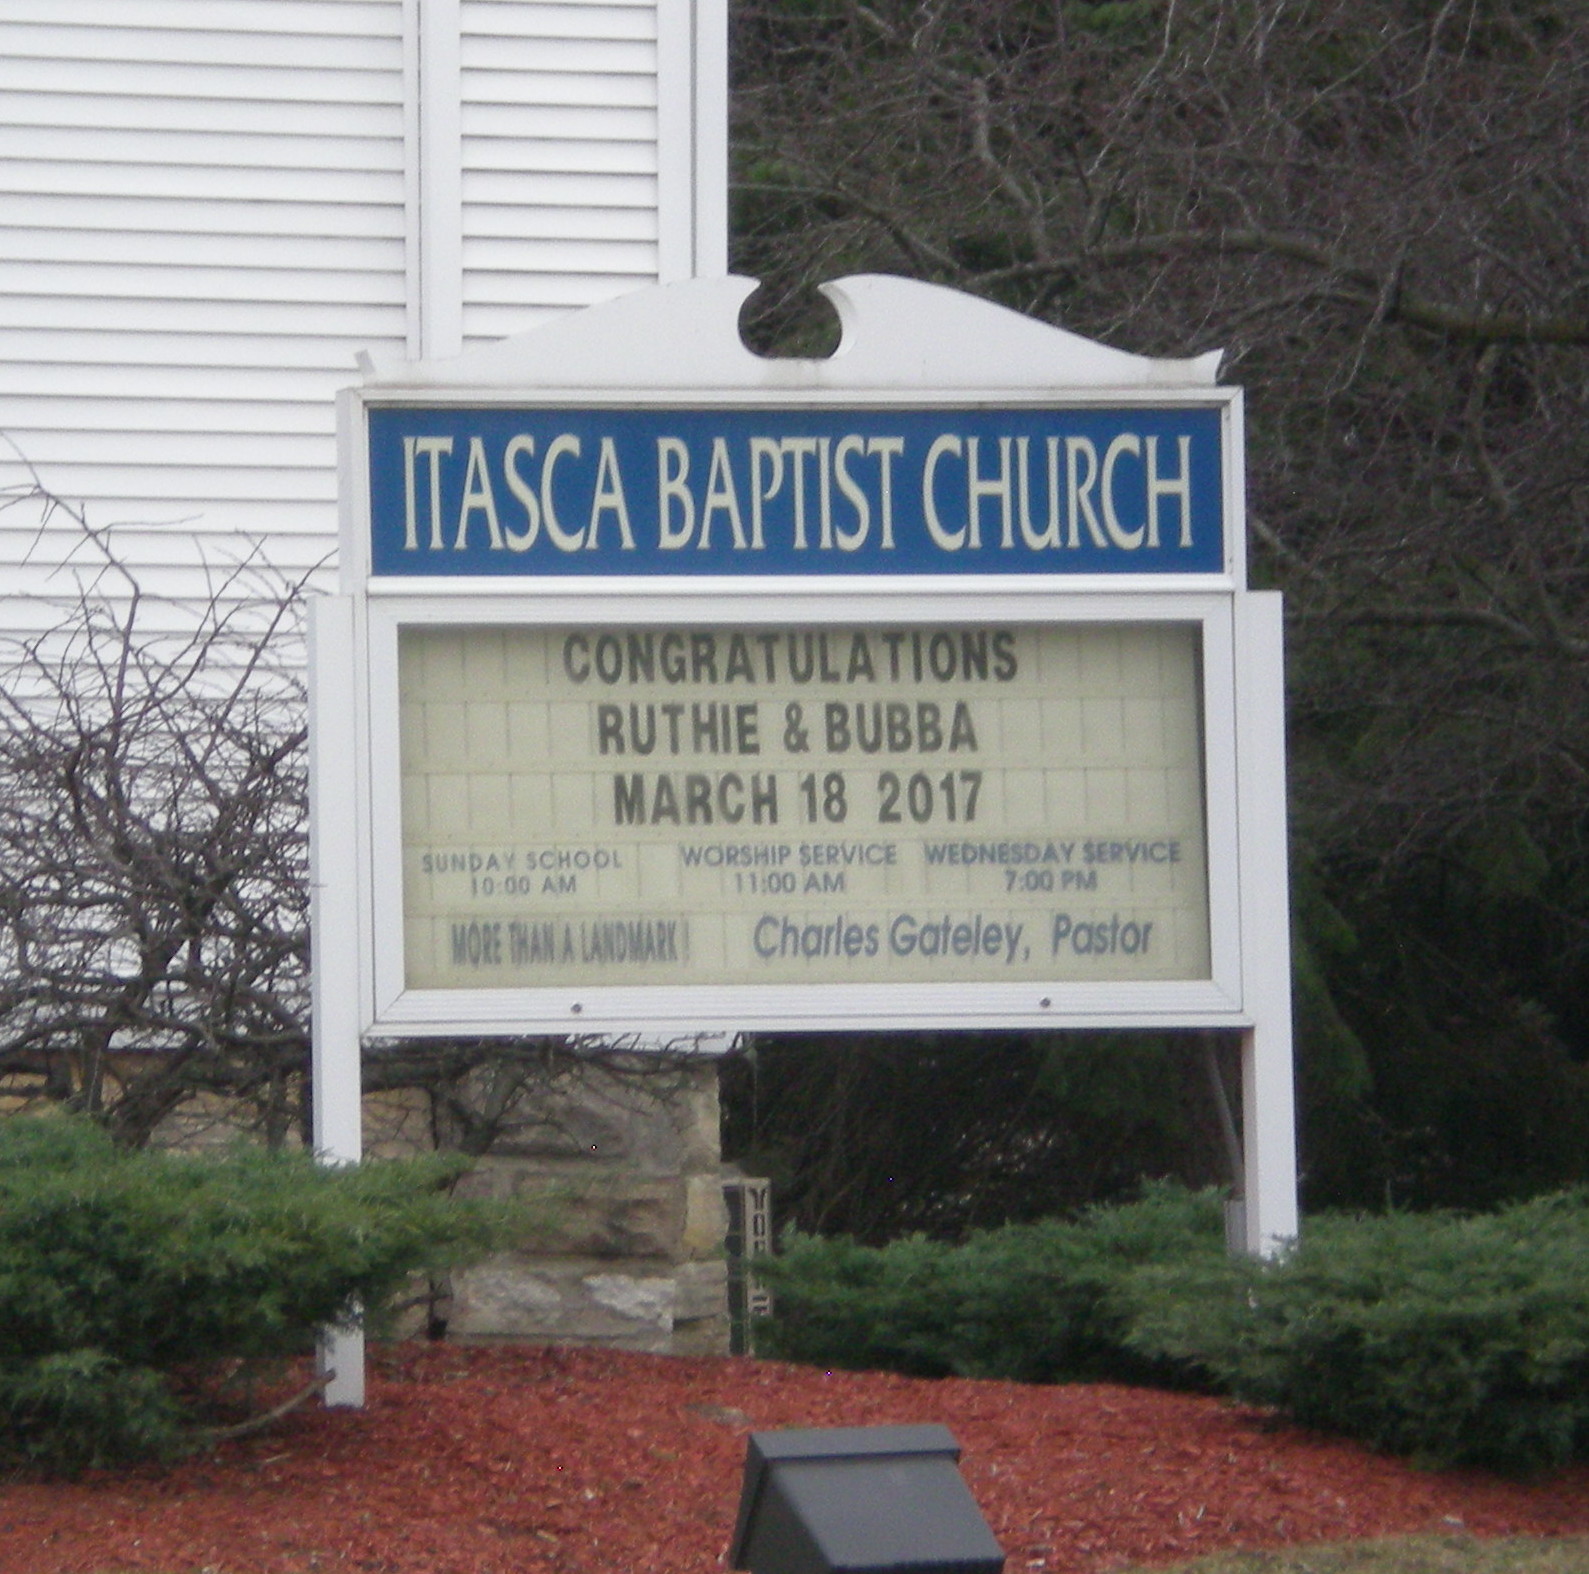 ITASCA BAPTIST CHURCH
CONGRATULATIONS
RUTHIE & BUBBA
MARCH 18 2017
SUNDAY SCHOOL WORSHIP SERVICE WEDNESDAY SERVICE
10:00 AM 11:00 AM 7:00 PM
MORE THAN A LANDMARK! Charles Gateley, Pastor